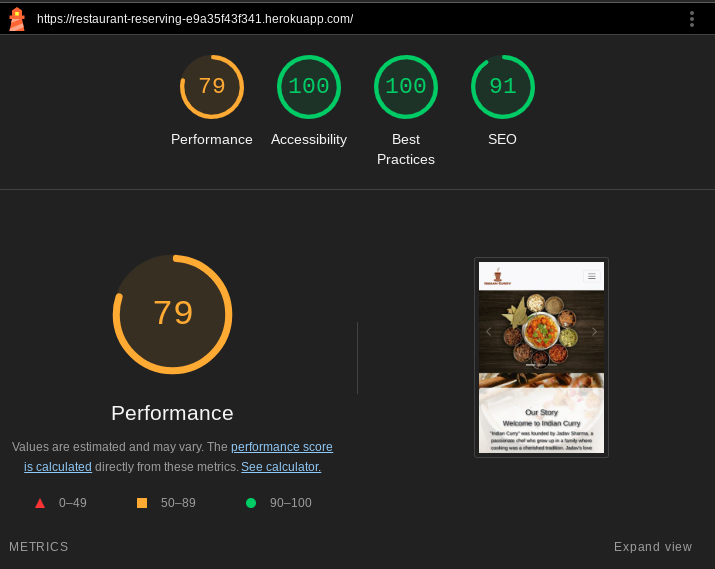 https://restaurant-reserving-e9a35f43f341.herokuapp.com/
79 100 100 91
Performance Accessibility Best Practices SEO
79
Performance
Values are estimated and may vary. The performance score
is calculated directly from these metrics. See calculator.
0–49 50–89 90–100
INDIAN CURRY
Our Story
Welcome to Indian Curry
"Indian Curry" was founded by Jadav Sharma, a
passionate chef who grew up in a family where
cooking was a cherished tradition. Jadav's love
METRICS
Expand view